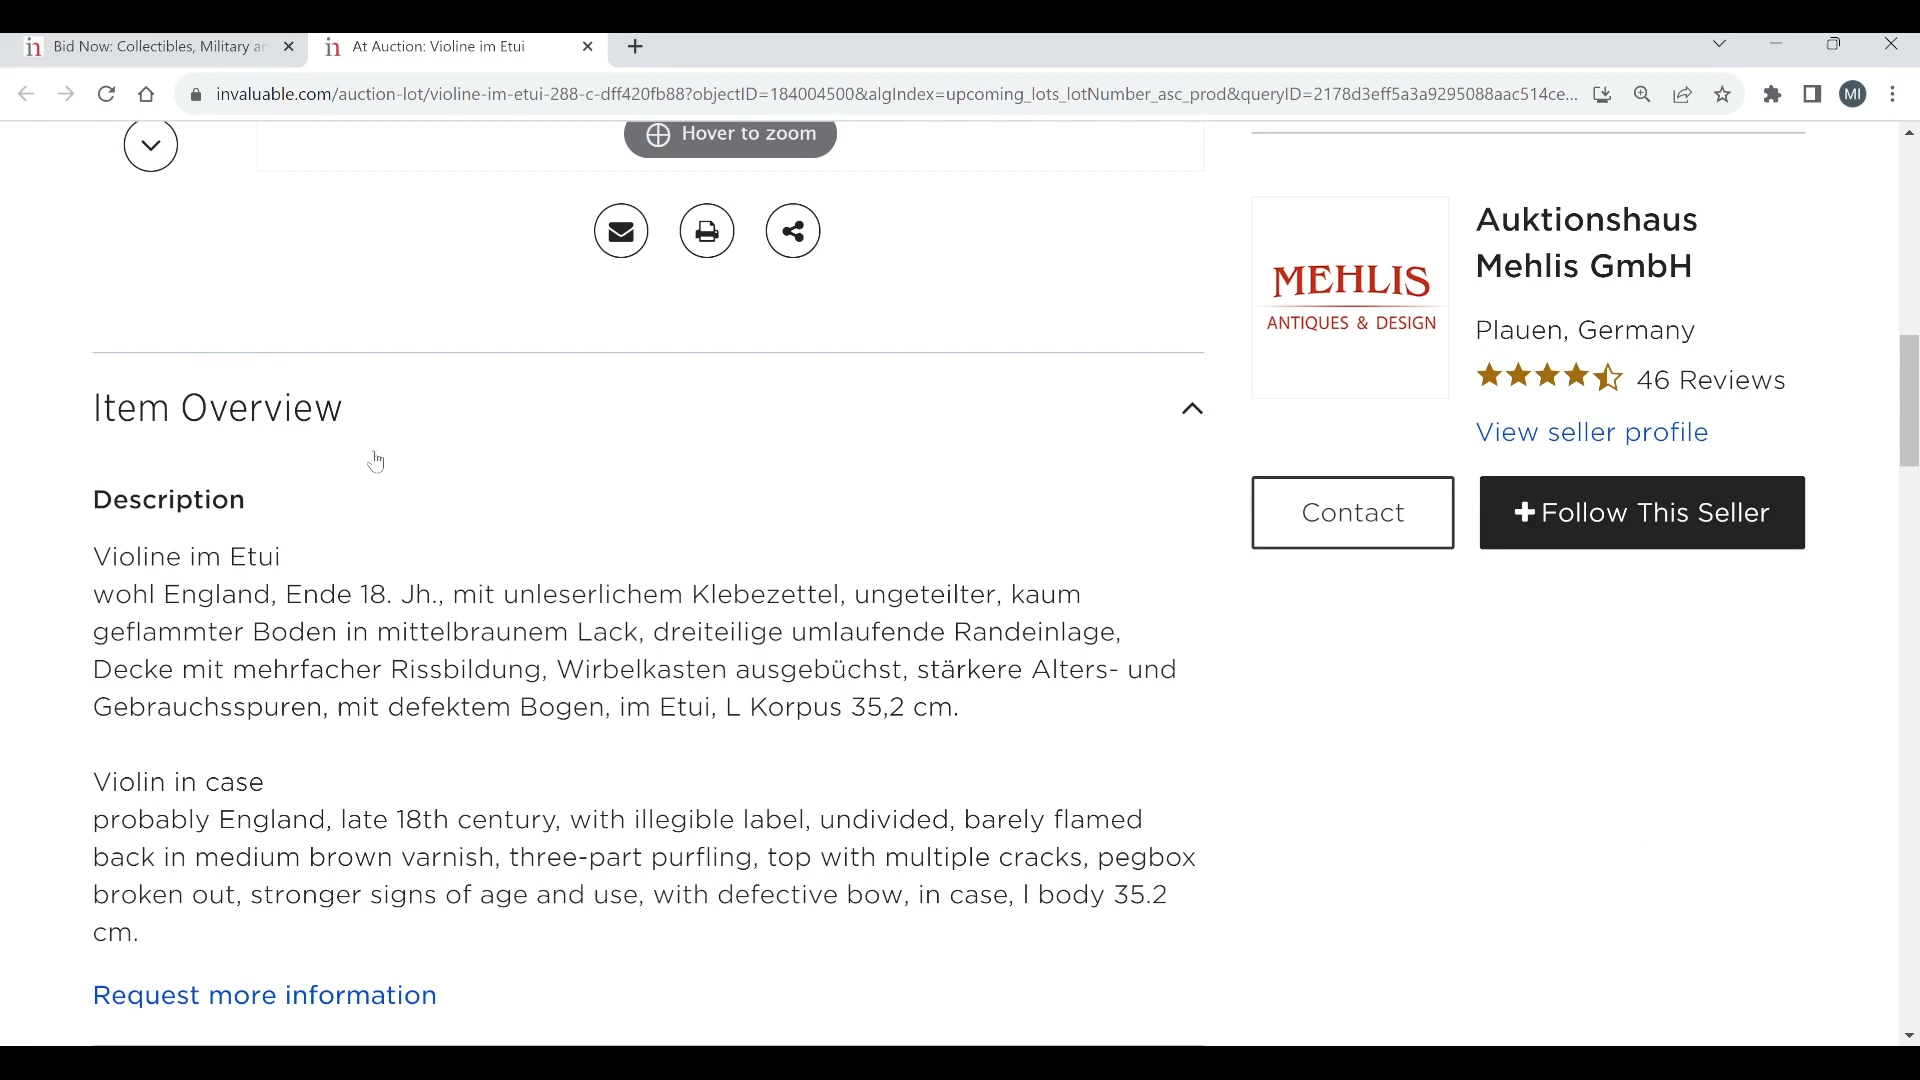 Bid Now: Collectibles, Military ar
At Auction: Violine im Etui
invaluable.com/auction-lot/violine-im-etui-288-c-dff420fb88?objectID=184004500&algIndex=upcoming_lots_lotNumber_asc_prod&queryID=2178d3eff5a3a9295088aac514ce...
MI
Hover to zoom
MEHLIS
ANTIQUES & DESIGN
Auktionshaus
Mehlis GmbH
Plauen, Germany
46 Reviews
View seller profile
Contact
Follow This Seller
Item Overview
Description
Violine im Etui
wohl England, Ende 18. Jh., mit unleserlichem Klebezettel, ungeteilter, kaum
geflammter Boden in mittelbraunem Lack, dreiteilige umlaufende Randeinlage,
Decke mit mehrfacher Rissbildung, Wirbelkasten ausgebüchst, stärkere Alters- und
Gebrauchsspuren, mit defektem Bogen, im Etui, L Korpus 35,2 cm.
Violin in case
probably England, late 18th century, with illegible label, undivided, barely flamed
back in medium brown varnish, three-part purfling, top with multiple cracks, pegbox
broken out, stronger signs of age and use, with defective bow, in case, l body 35.2
cm.
Request more information